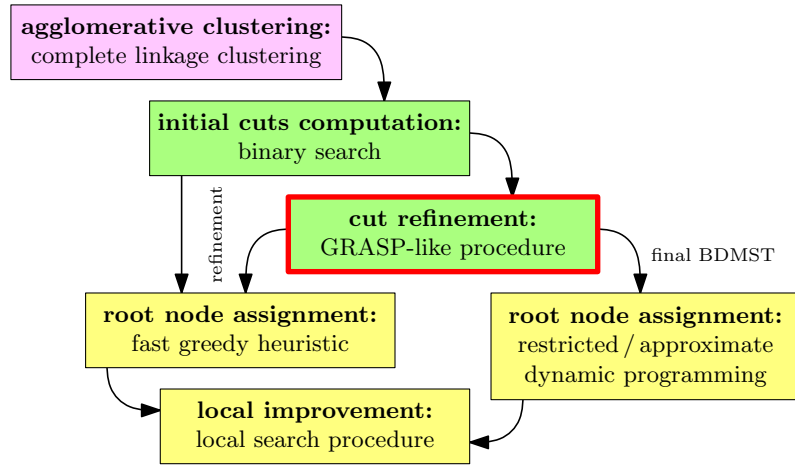 agglomerative clustering:
complete linkage clustering
initial cuts computation:
binary search
refinement
cut refinement:
GRASP-like procedure
final BDMST
root node assignment:
fast greedy heuristic
root node assignment:
restricted / approximate
dynamic programming
local improvement:
local search procedure